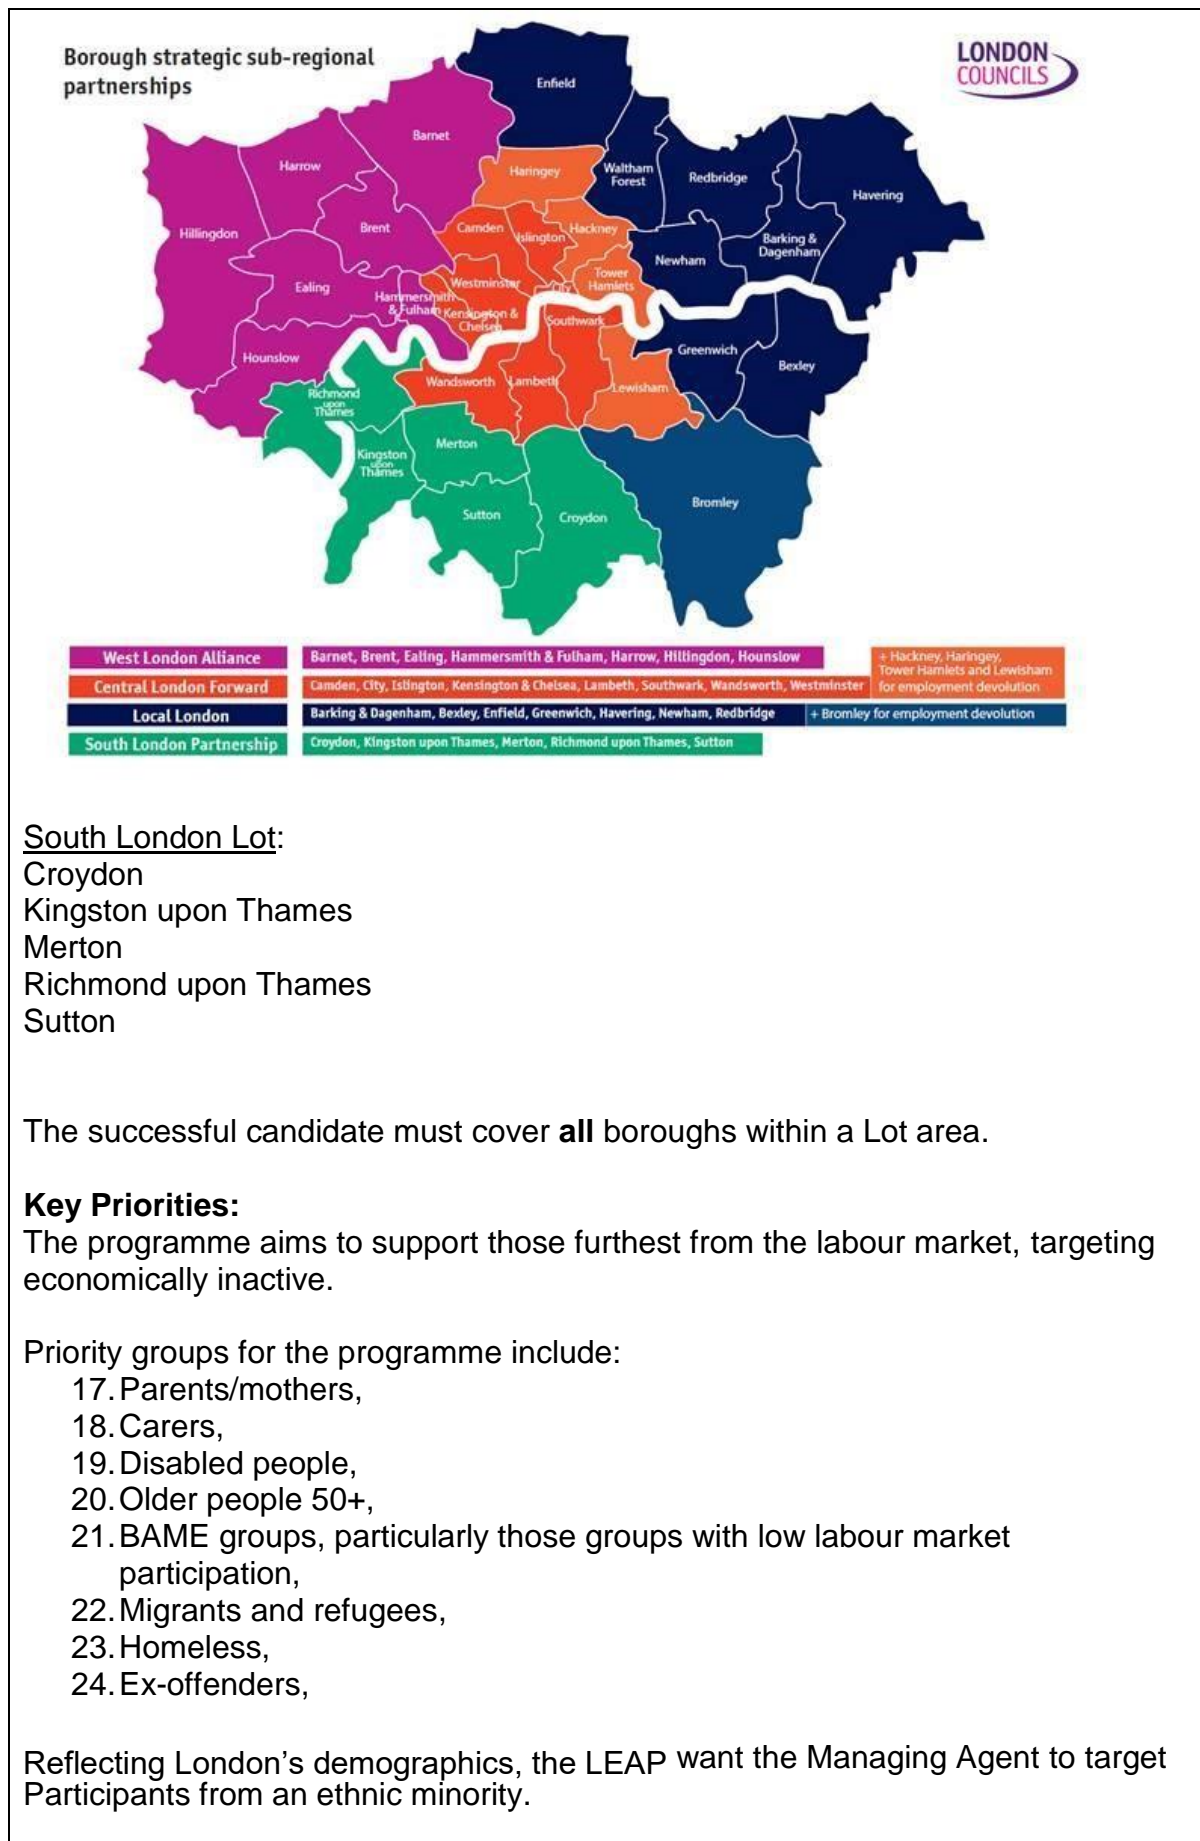 Borough strategic sub-regional
partnerships
LONDON
COUNCILS
Enfield
Barnet
Harrow
Haringey
Waltham
Forest
Redbridge
Havering
Hillingdon
Brent
Camden
Islington
Hackney
Barking &
Dagenham
Newham
Ealing
Westminster
Tower
Hamlets
City
Hammersmith
& Fulham
Kensington &
Chelsea
Southwark
Hounslow
Greenwich
Bexley
Richmond
upon
Thames
Wandsworth
Lambeth
Lewisham
Merton
Kingston
upon
Thames
Sutton
Croydon
Bromley
West London Alliance
Barnet, Brent, Ealing, Hammersmith & Fulham, Harrow, Hillingdon, Hounslow
+ Hackney, Haringey,
Tower Hamlets and Lewisham
for employment devolution
Central London Forward
Camden, City, Islington, Kensington & Chelsea, Lambeth, Southwark, Wandsworth, Westminster
Local London
Barking & Dagenham, Bexley, Enfield, Greenwich, Havering, Newham, Redbridge
+ Bromley for employment devolution
South London Partnership
Croydon, Kingston upon Thames, Merton, Richmond upon Thames, Sutton
South London Lot:
Croydon
Kingston upon Thames
Merton
Richmond upon Thames
Sutton
The successful candidate must cover all boroughs within a Lot area.
Key Priorities:
The programme aims to support those furthest from the labour market, targeting
economically inactive.
Priority groups for the programme include:
17. Parents/mothers,
18. Carers,
19. Disabled people,
20. Older people 50+,
21. BAME groups, particularly those groups with low labour market
participation,
22. Migrants and refugees,
23. Homeless,
24. Ex-offenders,
Reflecting London's demographics, the LEAP want the Managing Agent to target
Participants from an ethnic minority.